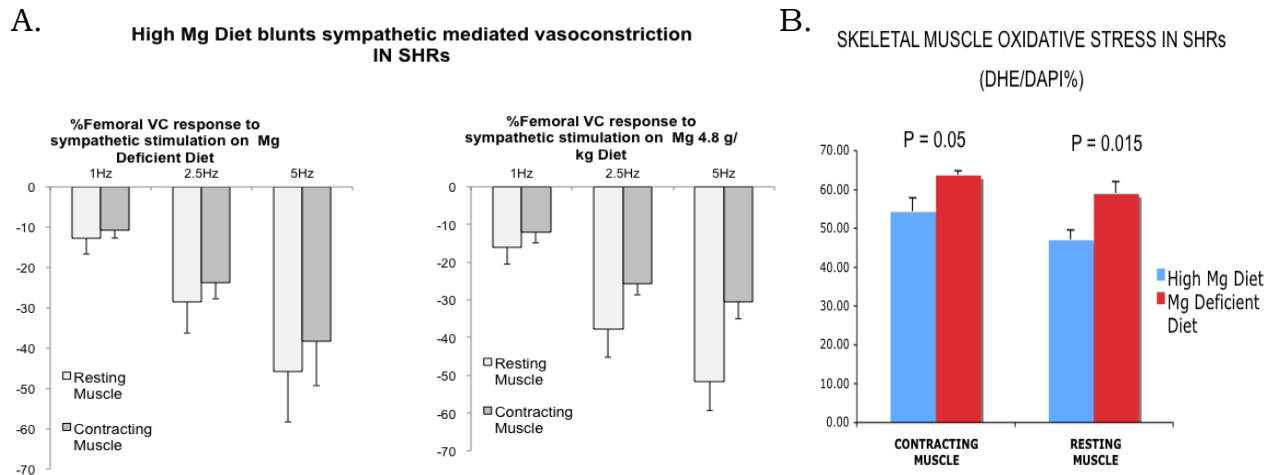 A.
High Mg Diet blunts sympathetic mediated vasoconstriction
IN SHRs
%Femoral VC response to
sympathetic stimulation on Mg
Deficient Diet
1Hz 2.5Hz 5Hz
0
-10
-20
-30
-40
-50
-60
-70
Resting
Muscle
Contracting
Muscle
%Femoral VC response to
sympathetic stimulation on Mg 4.8 g/
kg Diet
1Hz 2.5Hz 5Hz
0
-10
-20
-30
-40
-50
-60
-70
Resting
Muscle
Contracting
Muscle
B.
SKELETAL MUSCLE OXIDATIVE STRESS IN SHRs
(DHE/DAPI%)
P = 0.05 P = 0.015
70.00
60.00
50.00
40.00
30.00
20.00
10.00
0.00
CONTRACTING
MUSCLE
RESTING
MUSCLE
High Mg Diet
Mg Deficient
Diet